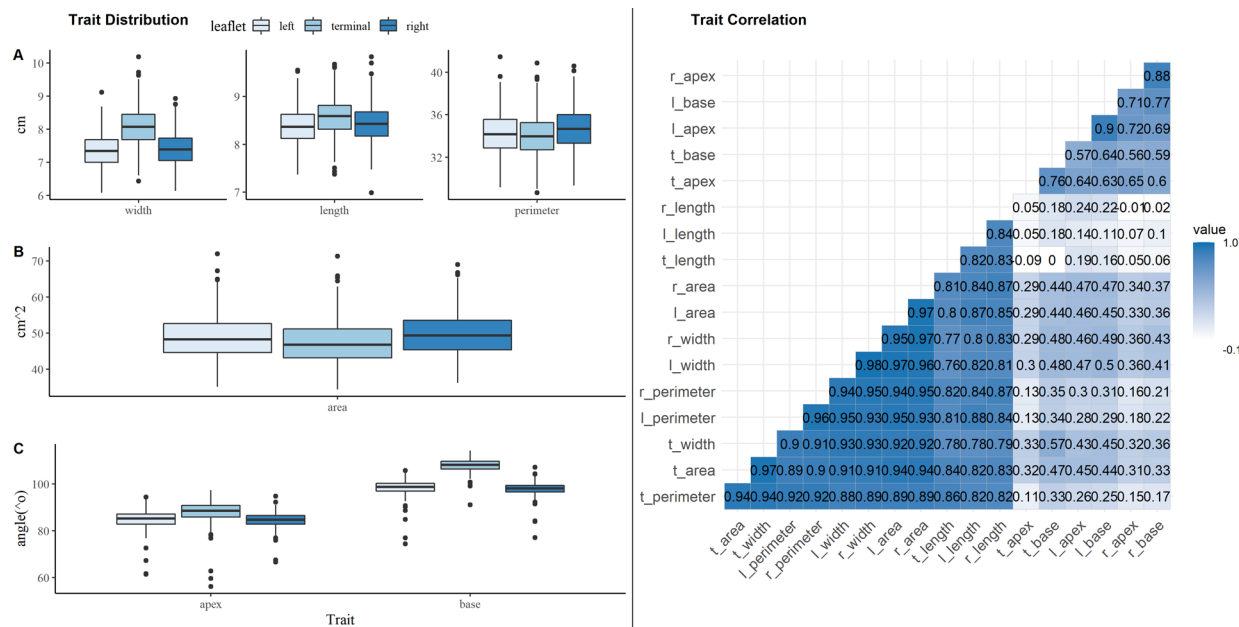 Trait Distribution
leaflet left terminal right
A
cm
10
9
8
7
6
width
9
8
7
length
40
36
32
perimeter
B
cm^2
70
60
50
40
area
C
angle(^o)
100
80
60
apex base
Trait
Trait Correlation
r_apex 0.88
l_base 0.71 0.77
l_apex 0.9 0.72 0.69
t_base 0.57 0.64 0.56 0.59
t_apex 0.76 0.64 0.63 0.65 0.6
r_length 0.05 0.18 0.24 0.22 -0.01 0.02
l_length 0.84 0.05 0.18 0.14 0.11 0.07 0.1
t_length 0.82 0.83 -0.09 0 0.19 0.16 0.05 0.06
r_area 0.81 0.84 0.87 0.29 0.44 0.47 0.47 0.34 0.37
l_area 0.97 0.8 0.87 0.85 0.29 0.44 0.46 0.45 0.33 0.36
r_width 0.95 0.97 0.77 0.8 0.83 0.29 0.48 0.46 0.49 0.36 0.43
l_width 0.98 0.97 0.96 0.76 0.82 0.81 0.3 0.48 0.47 0.5 0.36 0.41
r_perimeter 0.94 0.95 0.94 0.95 0.82 0.84 0.87 0.13 0.35 0.3 0.31 0.16 0.21
l_perimeter 0.96 0.95 0.93 0.95 0.93 0.81 0.88 0.84 0.13 0.34 0.28 0.29 0.18 0.22
t_width 0.9 0.91 0.93 0.93 0.92 0.92 0.78 0.78 0.79 0.33 0.57 0.43 0.45 0.32 0.36
t_area 0.97 0.89 0.9 0.91 0.91 0.94 0.94 0.84 0.82 0.83 0.32 0.47 0.45 0.44 0.31 0.33
t_perimeter 0.94 0.94 0.92 0.92 0.88 0.89 0.89 0.89 0.86 0.82 0.82 0.11 0.33 0.26 0.25 0.15 0.17
t_area t_width l_perimeter r_perimeter l_width r_width l_area r_area t_length l_length r_length t_apex t_base l_apex l_base r_apex r_base
value
1.0
-0.1